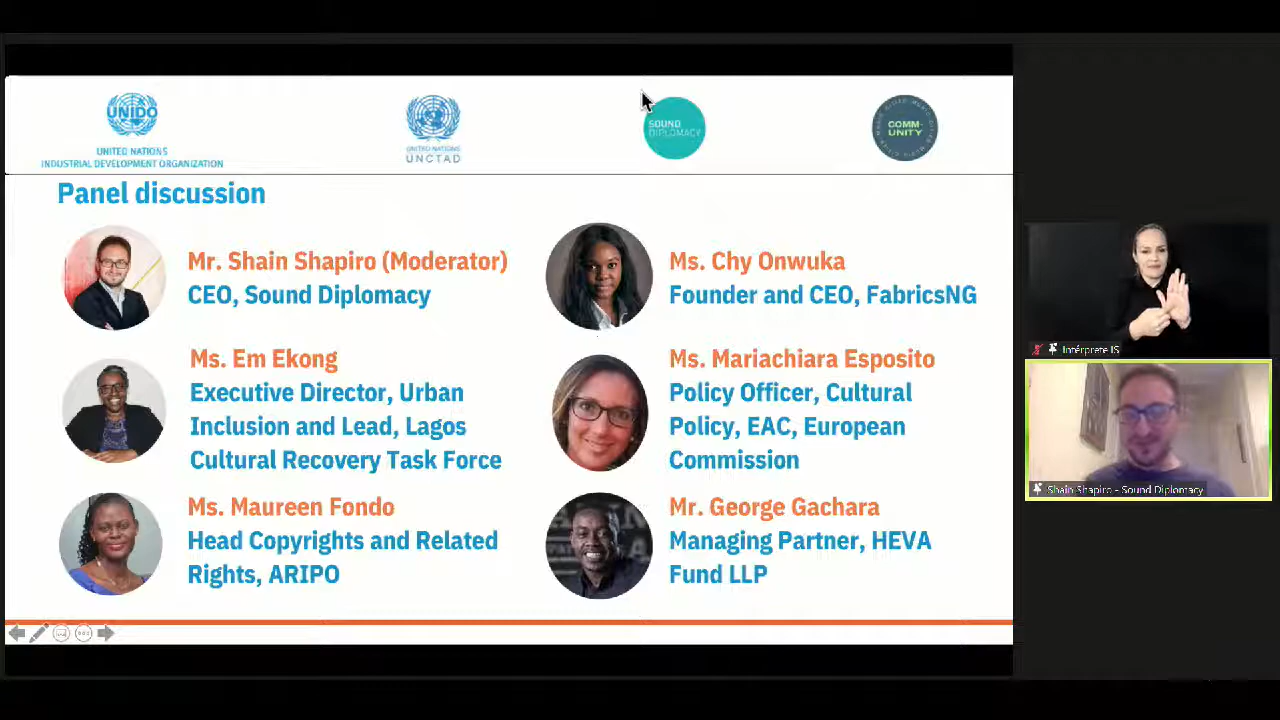 UNIDO
UNITED NATIONS
INDUSTRIAL DEVELOPMENT ORGANIZATION
UNITED NATIONS
UNCTAD
SOUND
DIPLOMACY
COMM-
UNITY
Panel discussion
Mr. Shain Shapiro (Moderator)
CEO, Sound Diplomacy
Ms. Chy Onwuka
Founder and CEO, FabricsNG
Ms. Em Ekong
Executive Director, Urban
Inclusion and Lead, Lagos
Cultural Recovery Task Force
Ms. Mariachiara Esposito
Policy Officer, Cultural
Policy, EAC, European
Commission
Ms. Maureen Fondo
Head Copyrights and Related
Rights, ARIPO
Mr. George Gachara
Managing Partner, HEVA
Fund LLP
Intérprete IS
Shain Shapiro - Sound Diplomacy